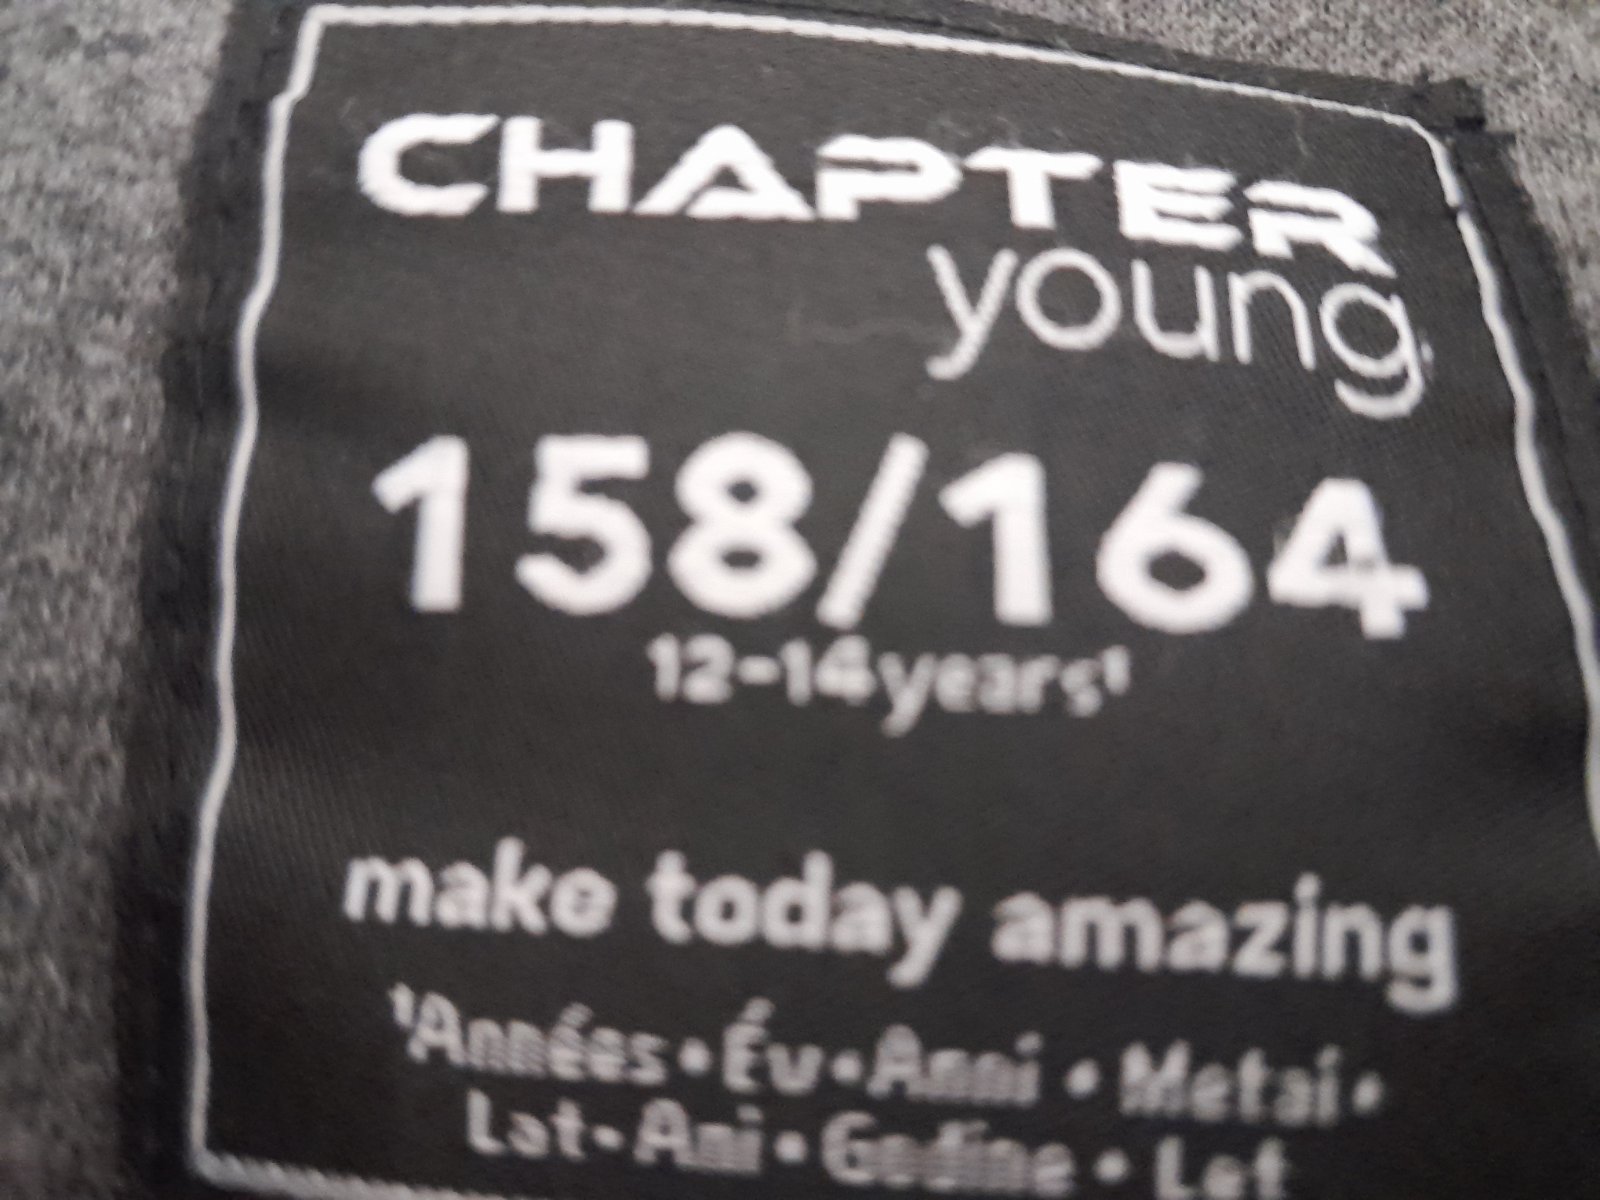 CHAPTER
young
158/164
12-14years¹
make today amazing
¹Années • Év • Anni • Metai •
Lat • Ani • Godine • Let